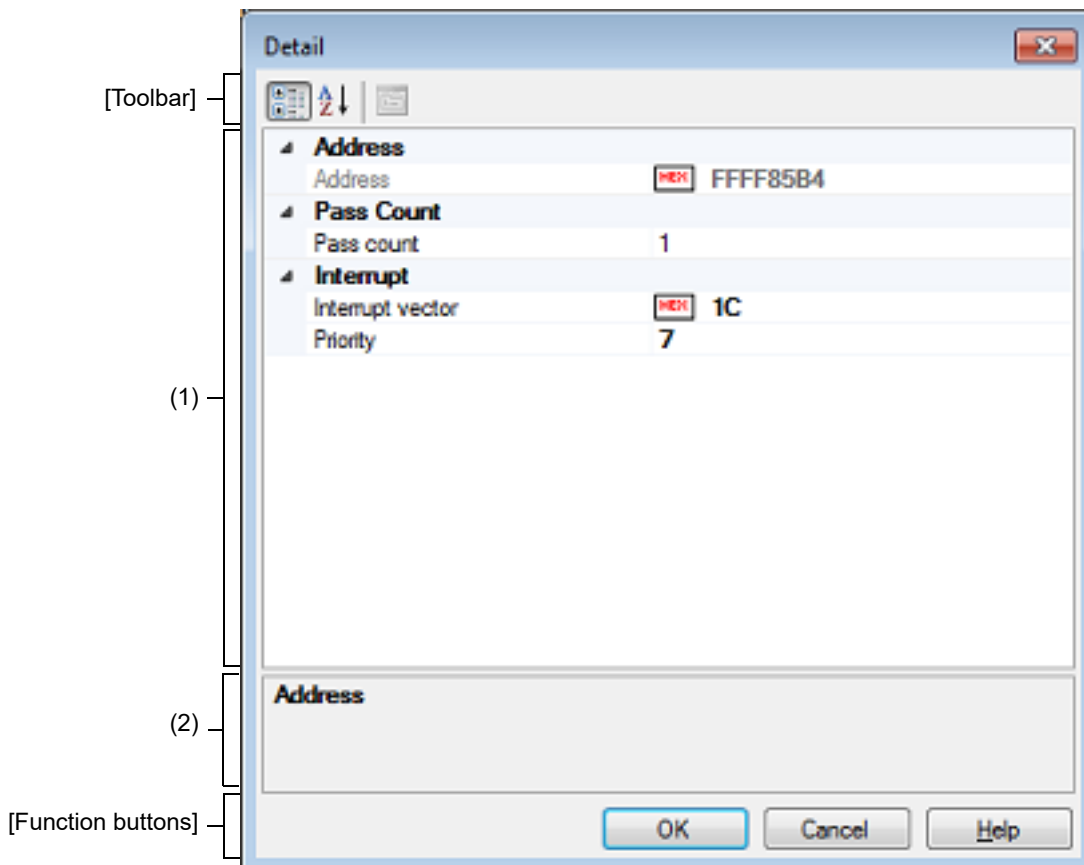 Detail
[Toolbar]
Address
Address HEX FFFF85B4
Pass Count
Pass count 1
Interrupt
Interrupt vector HEX 1C
Priority 7
(1)
(2)
Address
[Function buttons]
OK Cancel Help